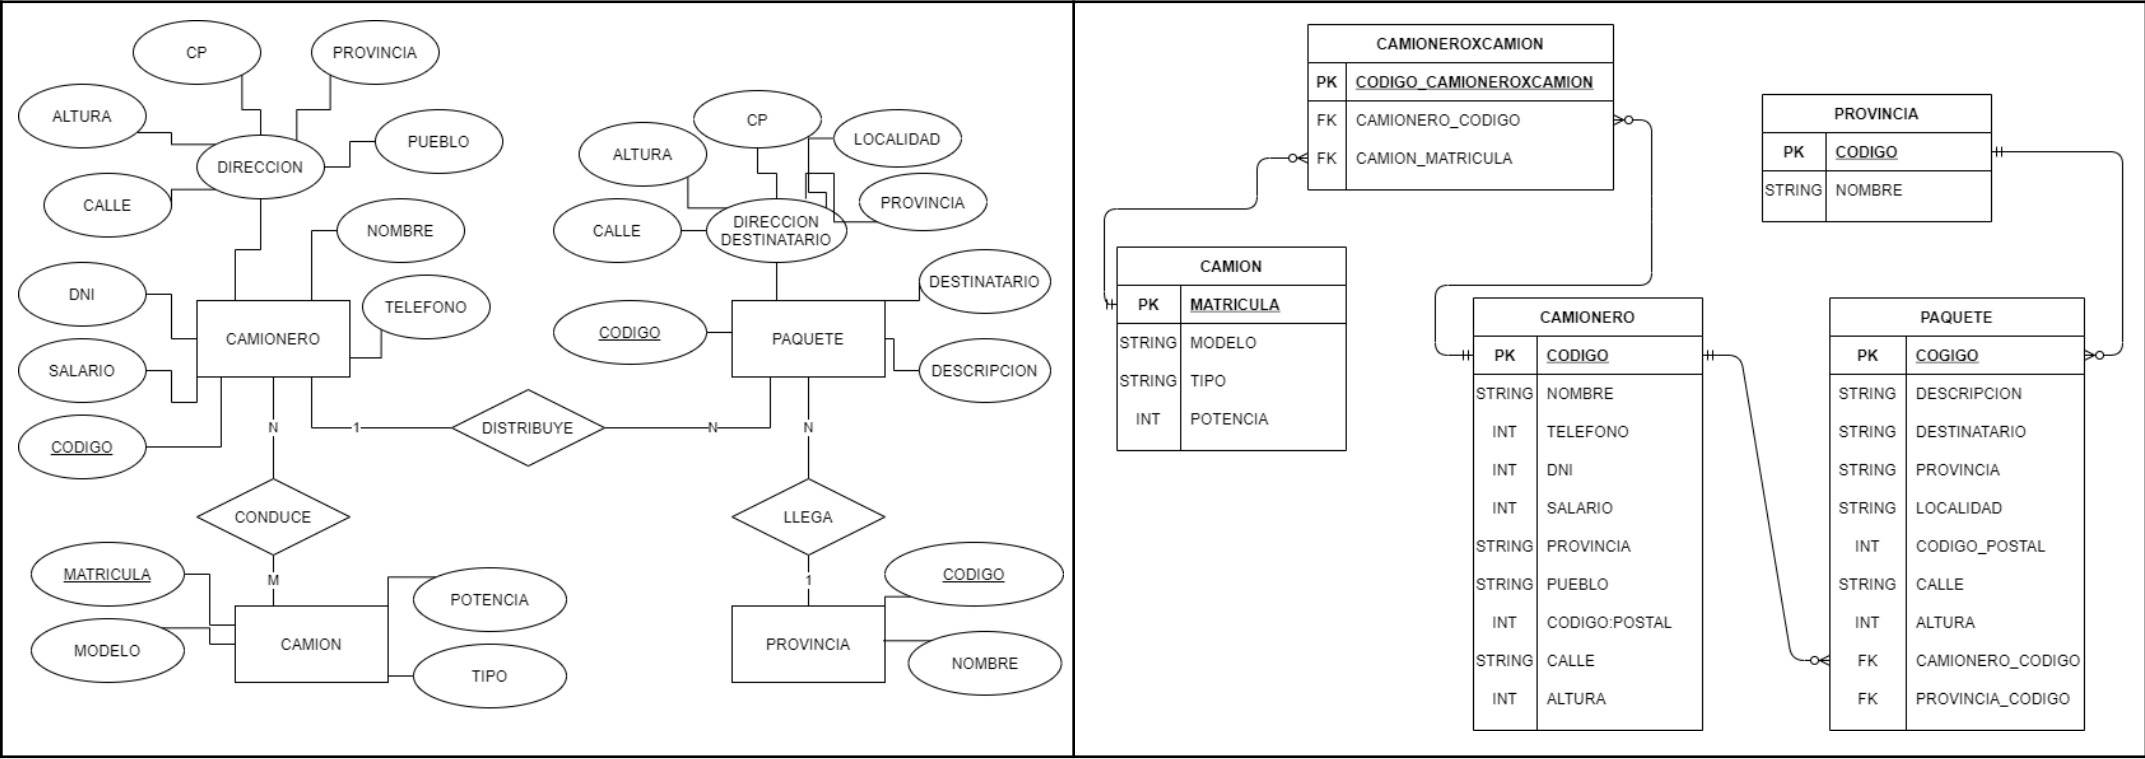 CP
PROVINCIA
ALTURA
PUEBLO
DIRECCION
CALLE
NOMBRE
DNI
TELEFONO
CAMIONERO
SALARIO
CODIGO
N
1
DISTRIBUYE
N
CONDUCE
M
MATRICULA
POTENCIA
MODELO
CAMION
TIPO
CP
LOCALIDAD
ALTURA
PROVINCIA
CALLE
DIRECCION
DESTINATARIO
DESTINATARIO
CODIGO
PAQUETE
DESCRIPCION
N
LLEGA
1
CODIGO
PROVINCIA
NOMBRE
CAMIONEROXCAMION
PK CODIGO_CAMIONEROXCAMION
FK CAMIONERO_CODIGO
FK CAMION_MATRICULA
PROVINCIA
PK CODIGO
STRING NOMBRE
CAMION
PK MATRICULA
STRING MODELO
STRING TIPO
INT POTENCIA
CAMIONERO
PK CODIGO
STRING NOMBRE
INT TELEFONO
INT DNI
INT SALARIO
STRING PROVINCIA
STRING PUEBLO
INT CODIGO:POSTAL
STRING CALLE
INT ALTURA
PAQUETE
PK COGIGO
STRING DESCRIPCION
STRING DESTINATARIO
STRING PROVINCIA
STRING LOCALIDAD
INT CODIGO_POSTAL
STRING CALLE
INT ALTURA
FK CAMIONERO_CODIGO
FK PROVINCIA_CODIGO